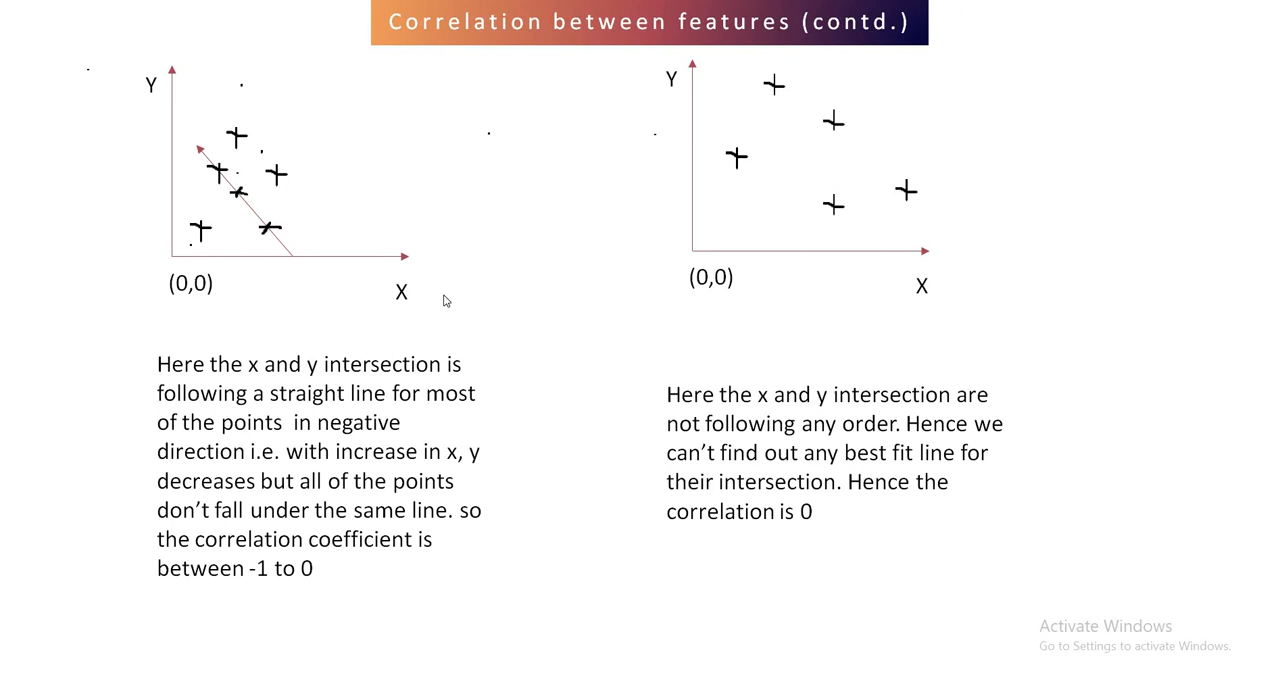 Correlation between features (contd.)
Y
(0,0)
X
Here the x and y intersection is
following a straight line for most
of the points in negative
direction i.e. with increase in x, y
decreases but all of the points
don't fall under the same line. so
the correlation coefficient is
between -1 to 0
Y
(0,0)
X
Here the x and y intersection are
not following any order. Hence we
can't find out any best fit line for
their intersection. Hence the
correlation is 0
Activate Windows
Go to Settings to activate Windows.